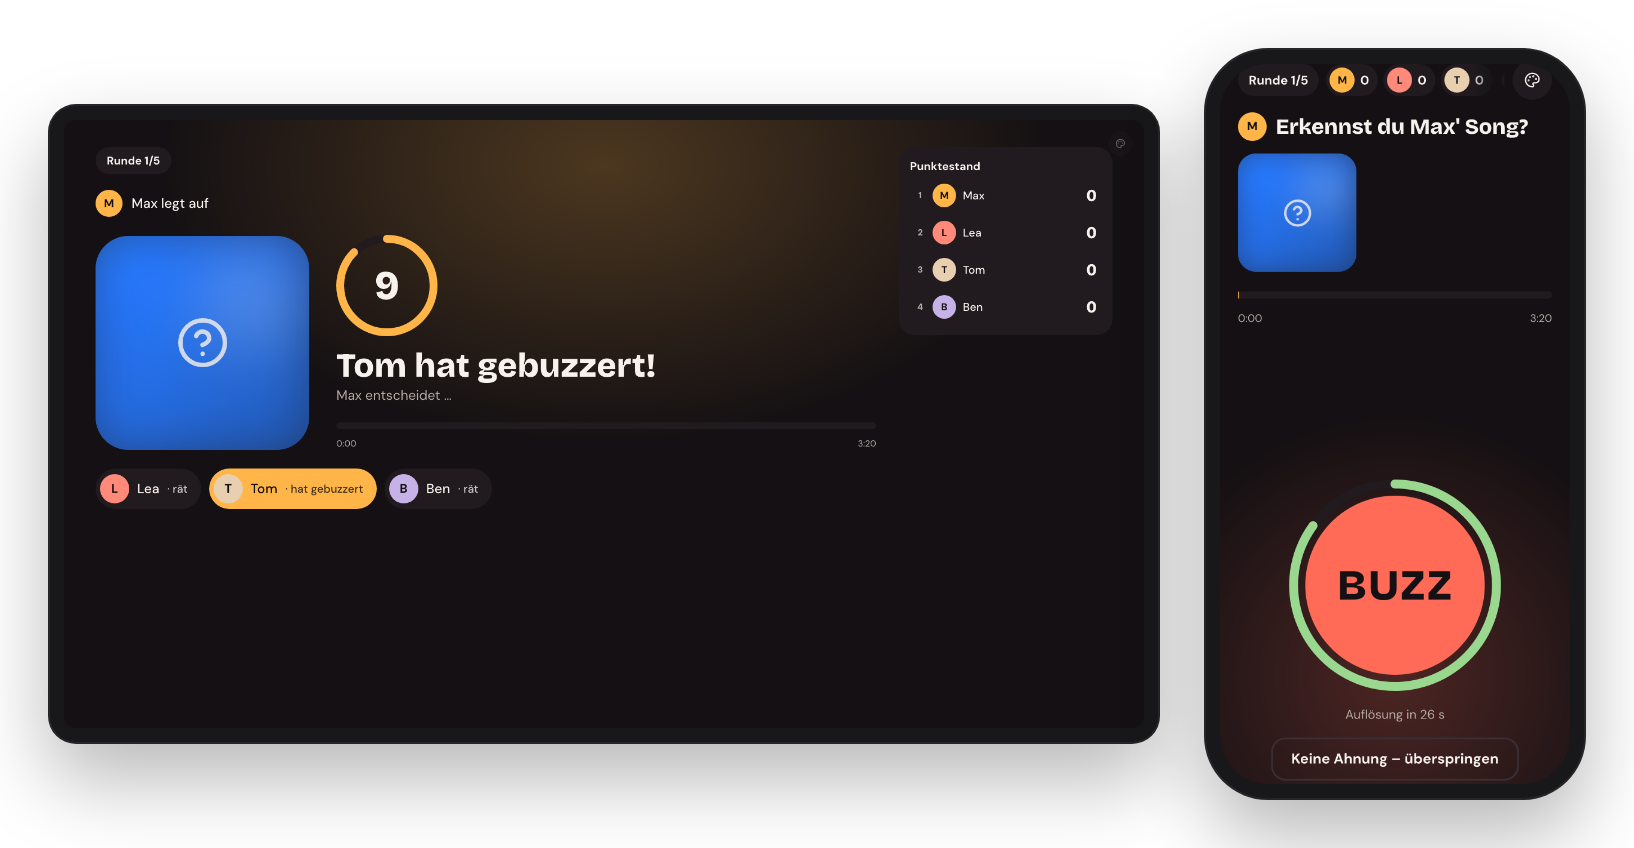 Runde 1/5
M Max legt auf
?
9
Tom hat gebuzzert!
Max entscheidet ...
0:00 3:20
L Lea · rät T Tom · hat gebuzzert B Ben · rät
Punktestand
1 M Max 0
2 L Lea 0
3 T Tom 0
4 B Ben 0
Runde 1/5 M 0 L 0 T 0
M Erkennst du Max' Song?
?
0:00 3:20
BUZZ
Auflösung in 26 s
Keine Ahnung – überspringen